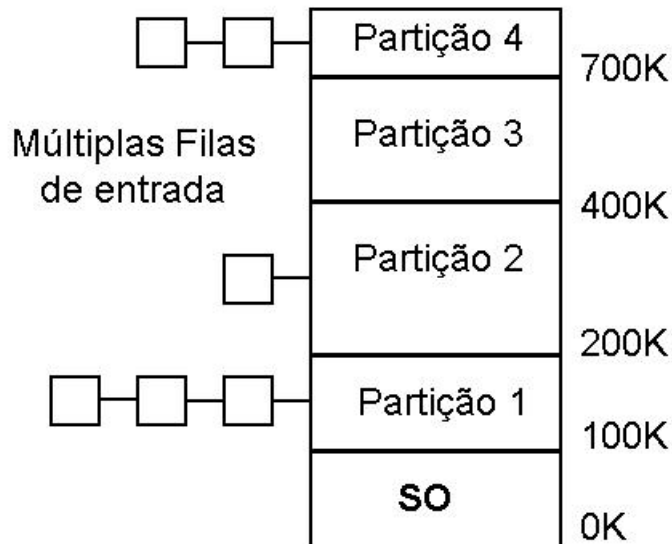 Partição 4
700K
Múltiplas Filas
de entrada
Partição 3
400K
Partição 2
200K
Partição 1
100K
SO
0K